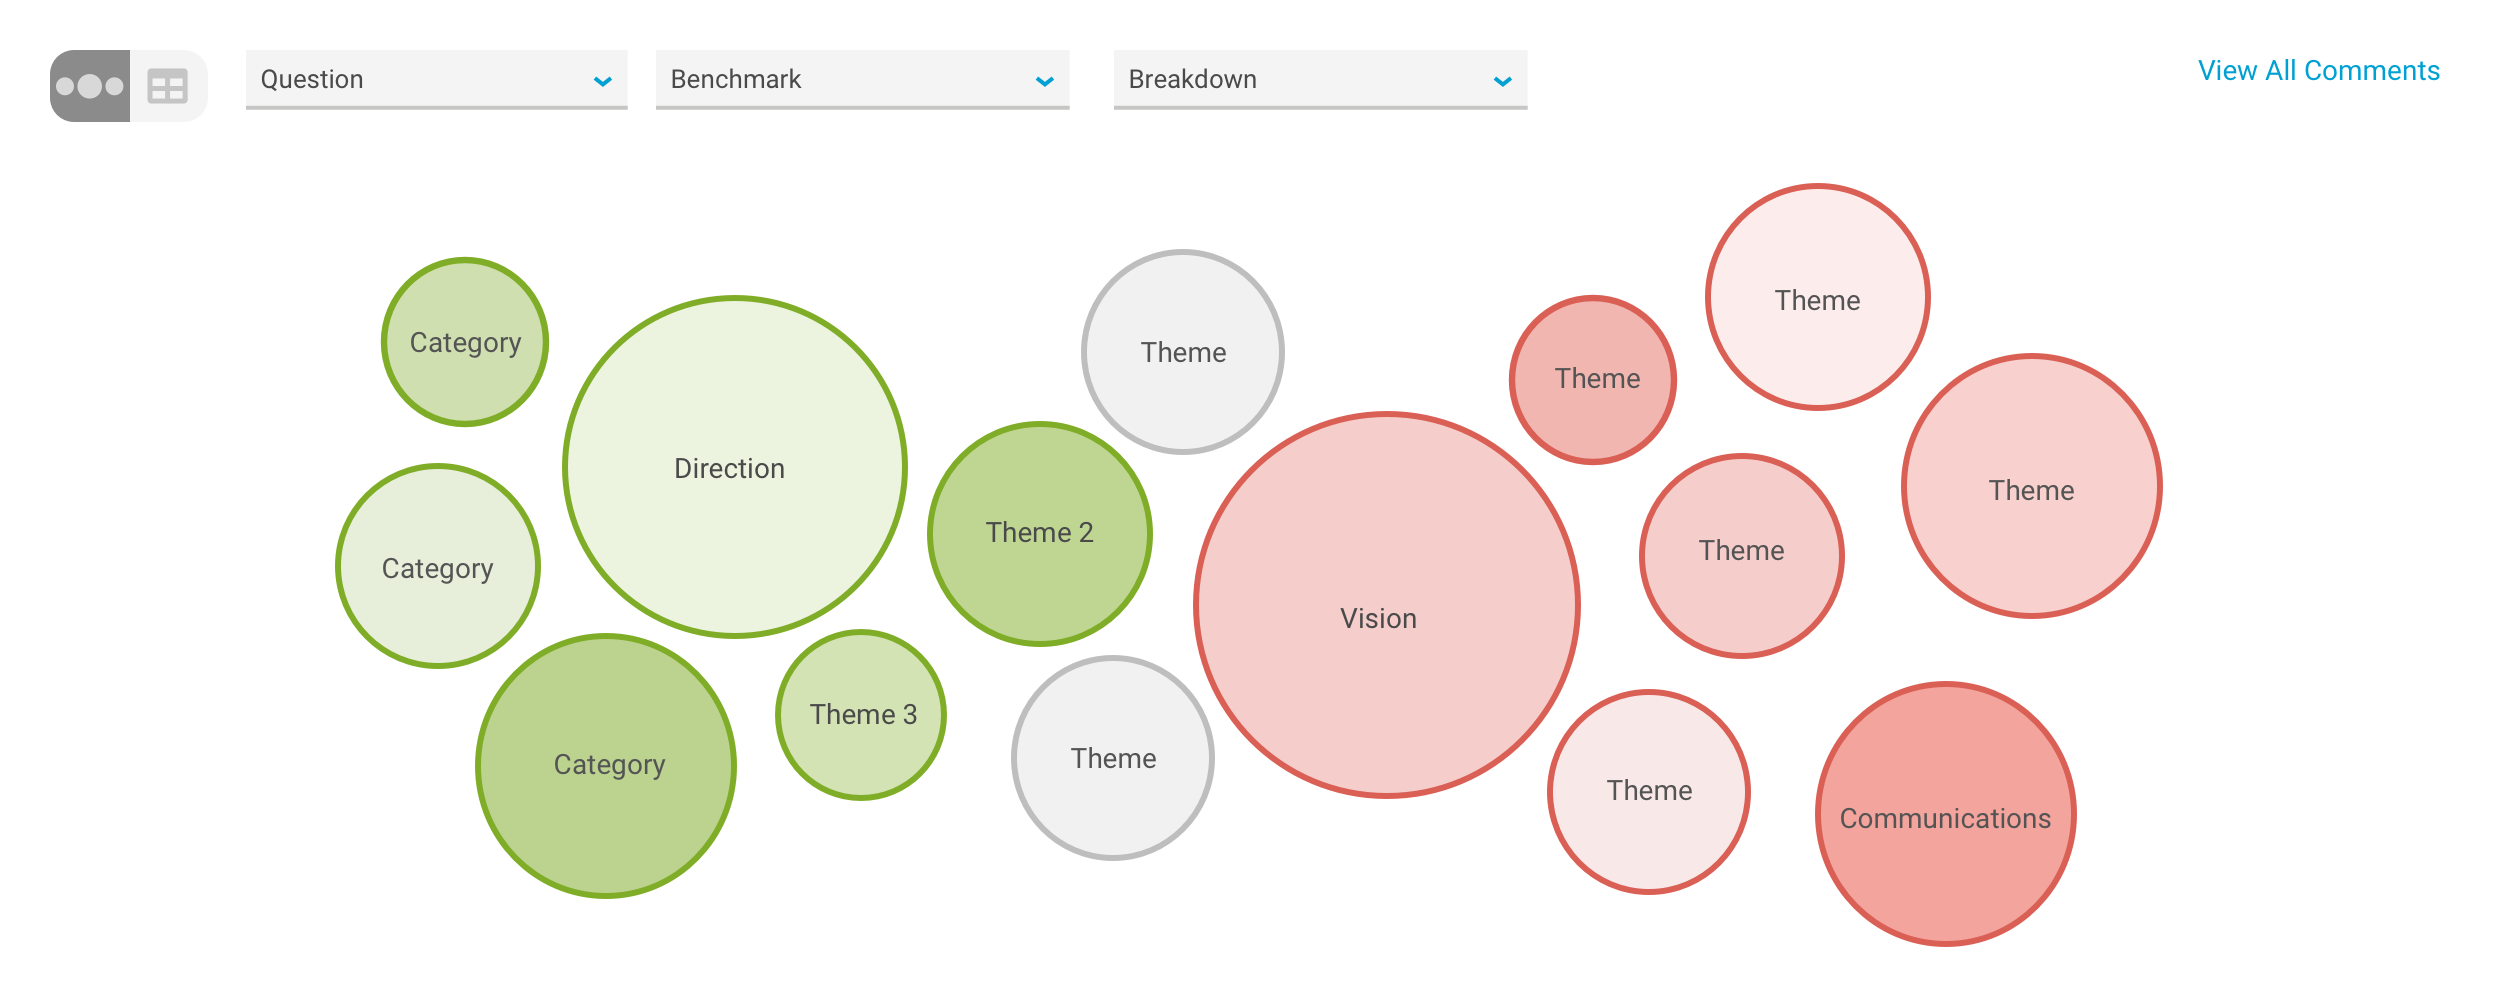 Question
Benchmark
Breakdown
View All Comments
Theme
Category
Theme
Theme
Direction
Theme
Theme 2
Theme
Category
Vision
Theme 3
Category
Theme
Theme
Communications